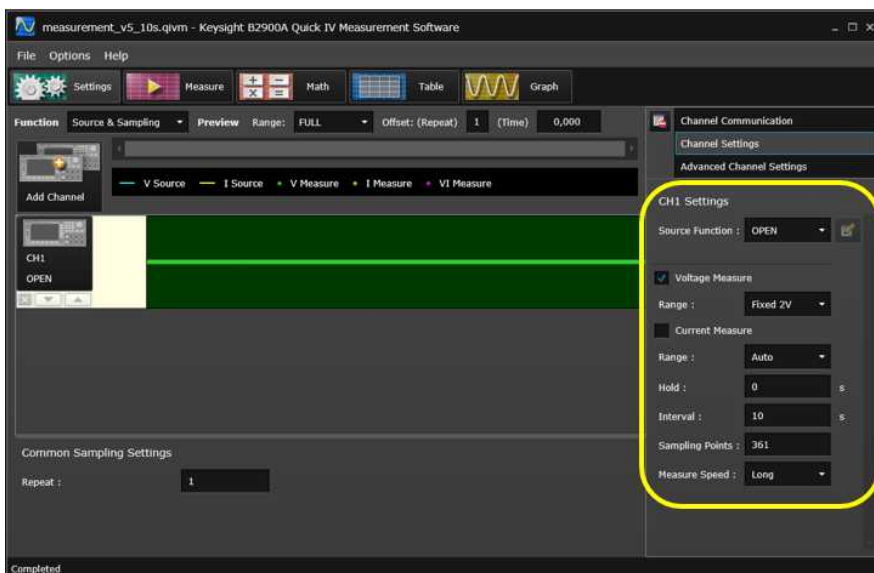 measurement_v5_10s.qivm - Keysight B2900A Quick IV Measurement Software
File Options Help
Settings Measure Math Table Graph
Function Source & Sampling Preview Range: FULL Offset: (Repeat) 1 (Time) 0,000
Add Channel
V Source I Source V Measure I Measure VI Measure
CH1
OPEN
Common Sampling Settings
Repeat : 1
Completed
Channel Communication
Channel Settings
Advanced Channel Settings
CH1 Settings
Source Function : OPEN
Voltage Measure
Range : Fixed 2V
Current Measure
Range : Auto
Hold : 0 s
Interval : 10 s
Sampling Points : 361
Measure Speed : Long